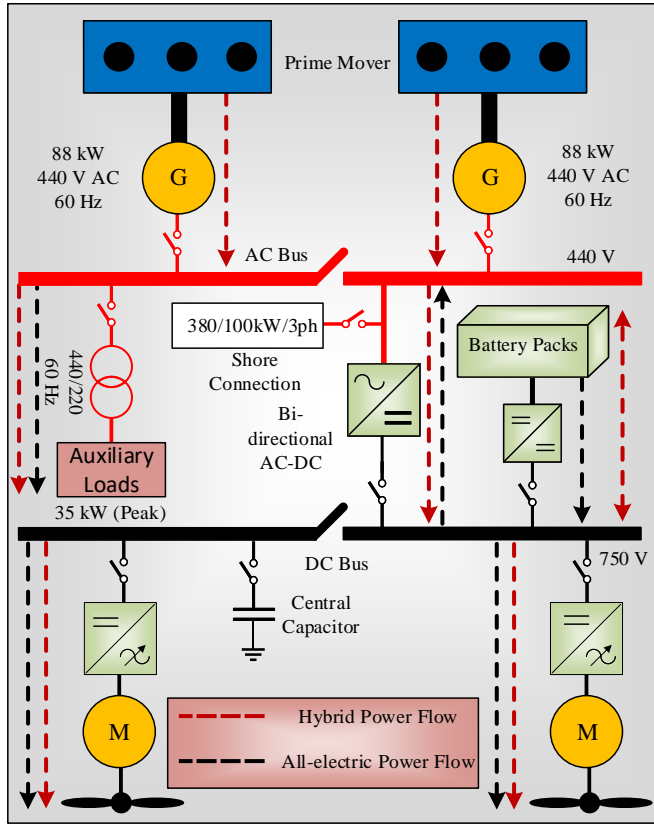 Prime Mover
88 kW
440 V AC
60 Hz
G
88 kW
440 V AC
60 Hz
G
AC Bus
440 V
380/100kW/3ph
Shore
Connection
440/220
60 Hz
Battery Packs
Bi-
directional
AC-DC
Auxiliary
Loads
35 kW (Peak)
DC Bus
750 V
Central
Capacitor
M
M
Hybrid Power Flow
All-electric Power Flow